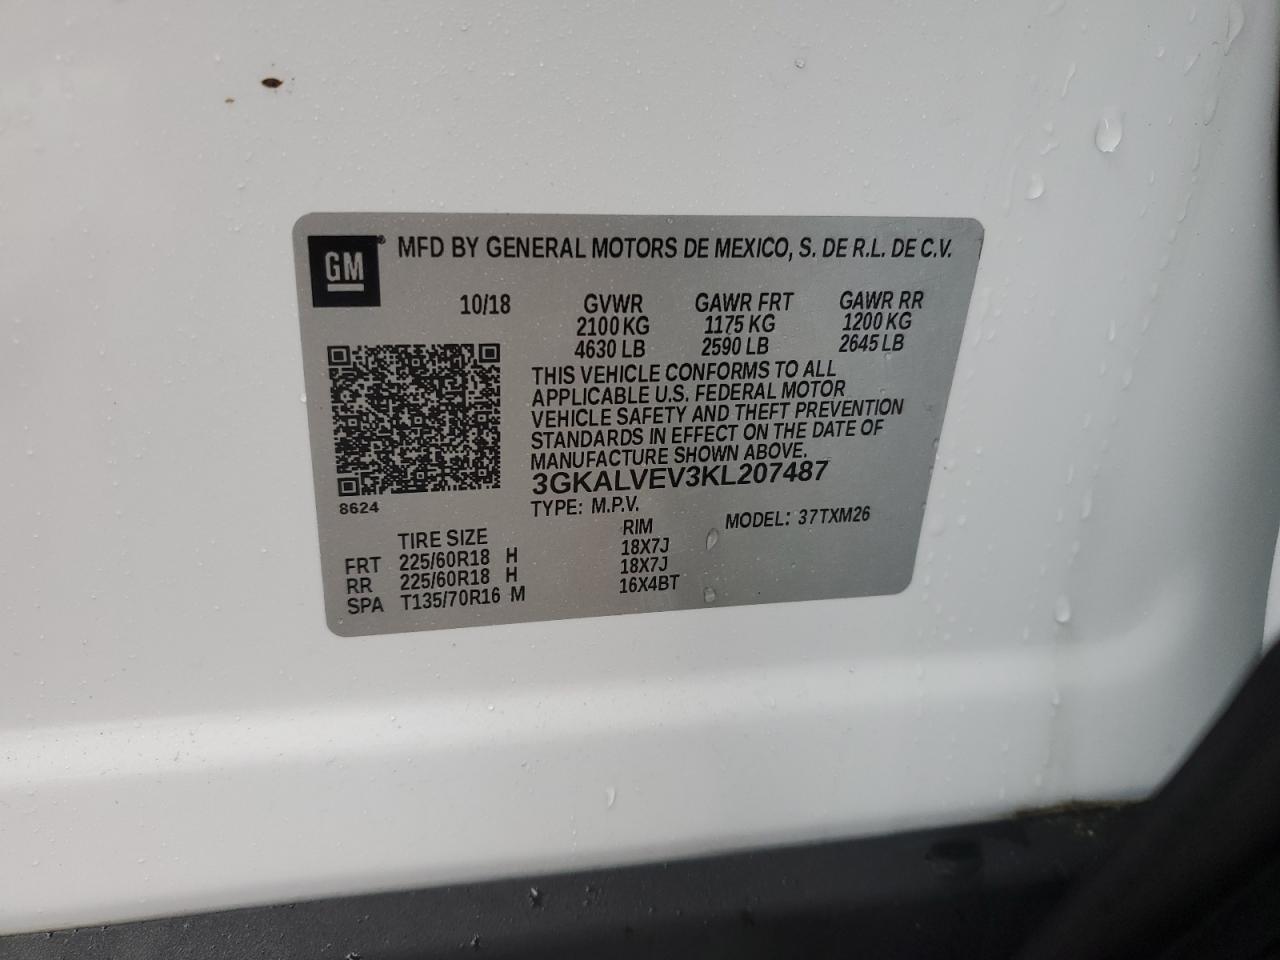 GM ® MFD BY GENERAL MOTORS DE MEXICO, S. DE R.L. DE C.V.
10/18 GVWR GAWR FRT GAWR RR
2100 KG 1175 KG 1200 KG
4630 LB 2590 LB 2645 LB
THIS VEHICLE CONFORMS TO ALL
APPLICABLE U.S. FEDERAL MOTOR
VEHICLE SAFETY AND THEFT PREVENTION
STANDARDS IN EFFECT ON THE DATE OF
MANUFACTURE SHOWN ABOVE.
3GKALVEV3KL207487
8624
TYPE: M.P.V. MODEL: 37TXM26
TIRE SIZE RIM
FRT 225/60R18 H 18X7J
RR 225/60R18 H 18X7J
SPA T135/70R16 M 16X4BT